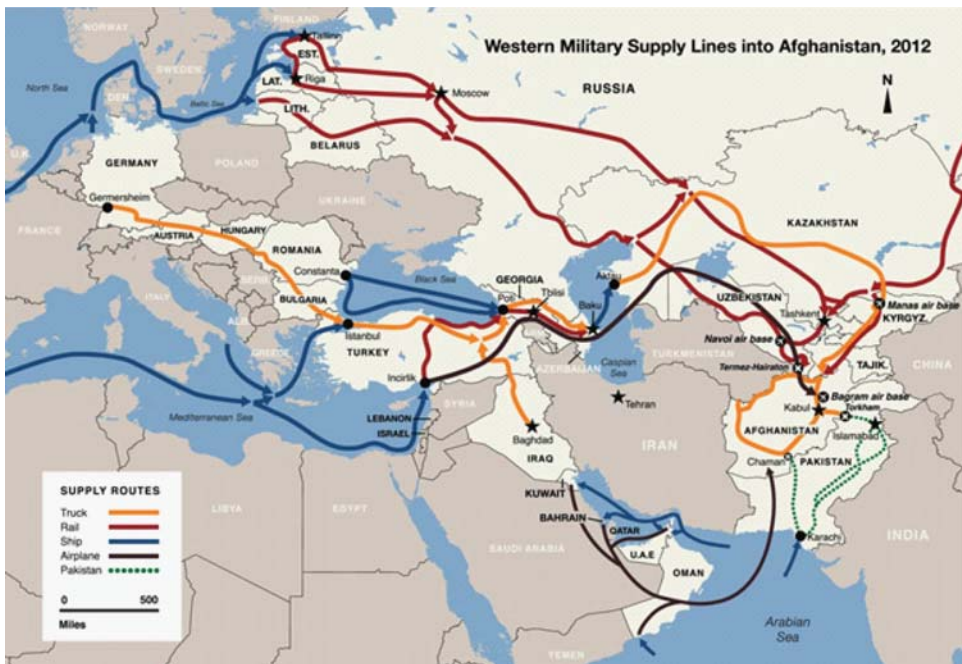 NORWAY
FINLAND
Tallinn
Western Military Supply Lines into Afghanistan, 2012
SWEDEN
EST.
North Sea
LAT.
Riga
N
DEN.
Baltic Sea
Moscow
RUSSIA
LITH.
U.K.
BELARUS
GERMANY
POLAND
Germersheim
UKRAINE
KAZAKHSTAN
FRANCE
AUSTRIA
HUNGARY
ROMANIA
Constanta
Black Sea
GEORGIA
Aktau
SERB.
Poti
Tbilisi
UZBEKISTAN
Manas air base
ITALY
BULGARIA
Baku
Tashkent
KYRGYZ.
ALB.
Istanbul
Navoi air base
GREECE
TURKEY
AZERBAIJAN
Caspian
Sea
TURKMENISTAN
Termez-Hairaton
TAJIK.
CHINA
Incirlik
Bagram air base
Mediterranean Sea
SYRIA
Tehran
Kabul
Torkham
LEBANON
AFGHANISTAN
Islamabad
ISRAEL
Baghdad
IRAN
IRAQ
Chaman
PAKISTAN
SUPPLY ROUTES
KUWAIT
Truck
Rail
LIBYA
EGYPT
BAHRAIN
Ship
QATAR
Airplane
SAUDI ARABIA
U.A.E
Karachi
INDIA
Pakistan
OMAN
0
500
Miles
Arabian
Sea
YEMEN